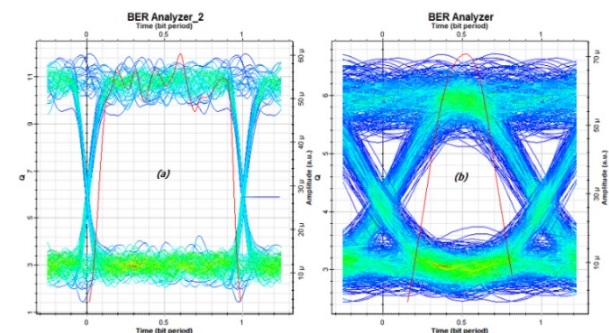 BER Analyzer_2
Time (bit period)
0 0.5 1
Q
1 3 5 7 9 11
(a)
10 µ 20 µ 30 µ 40 µ 50 µ 60 µ
Amplitude (a.u.)
0 0.5 1
Time (bit period)
BER Analyzer
Time (bit period)
0 0.5 1
Q
3 4 5 6
(b)
10 µ 30 µ 50 µ 70 µ
Amplitude (a.u.)
0 0.5 1
Time (bit period)